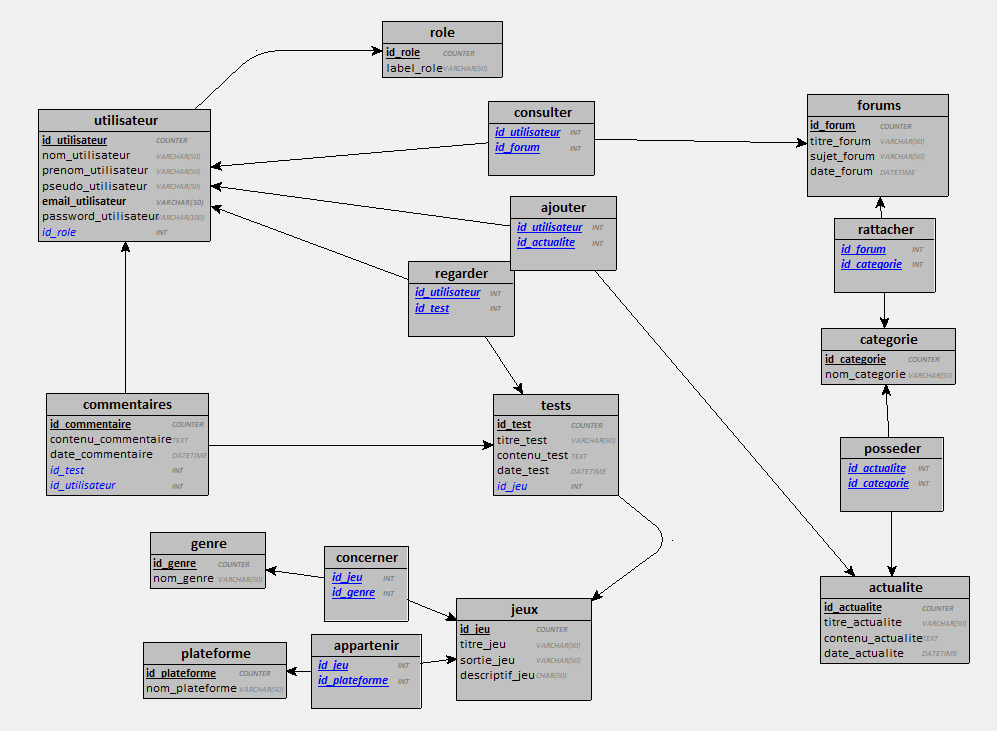 role
id_role COUNTER
label_role VARCHAR(50)
utilisateur
id_utilisateur COUNTER
nom_utilisateur VARCHAR(50)
prenom_utilisateur VARCHAR(50)
pseudo_utilisateur VARCHAR(50)
email_utilisateur VARCHAR(50)
password_utilisateur VARCHAR(100)
id_role INT
consulter
id_utilisateur INT
id_forum INT
forums
id_forum COUNTER
titre_forum VARCHAR(50)
sujet_forum VARCHAR(50)
date_forum DATETIME
ajouter
id_utilisateur INT
id_actualite INT
rattacher
id_forum INT
id_categorie INT
regarder
id_utilisateur INT
id_test INT
categorie
id_categorie COUNTER
nom_categorie VARCHAR(50)
commentaires
id_commentaire COUNTER
contenu_commentaire TEXT
date_commentaire DATETIME
id_test INT
id_utilisateur INT
tests
id_test COUNTER
titre_test VARCHAR(50)
contenu_test TEXT
date_test DATETIME
id_jeu INT
posseder
id_actualite INT
id_categorie INT
genre
id_genre COUNTER
nom_genre VARCHAR(50)
concerner
id_jeu INT
id_genre INT
actualite
id_actualite COUNTER
titre_actualite VARCHAR(50)
contenu_actualite TEXT
date_actualite DATETIME
jeux
id_jeu COUNTER
titre_jeu VARCHAR(50)
sortie_jeu VARCHAR(50)
descriptif_jeu CHAR(50)
plateforme
id_plateforme COUNTER
nom_plateforme VARCHAR(50)
appartenir
id_jeu INT
id_plateforme INT